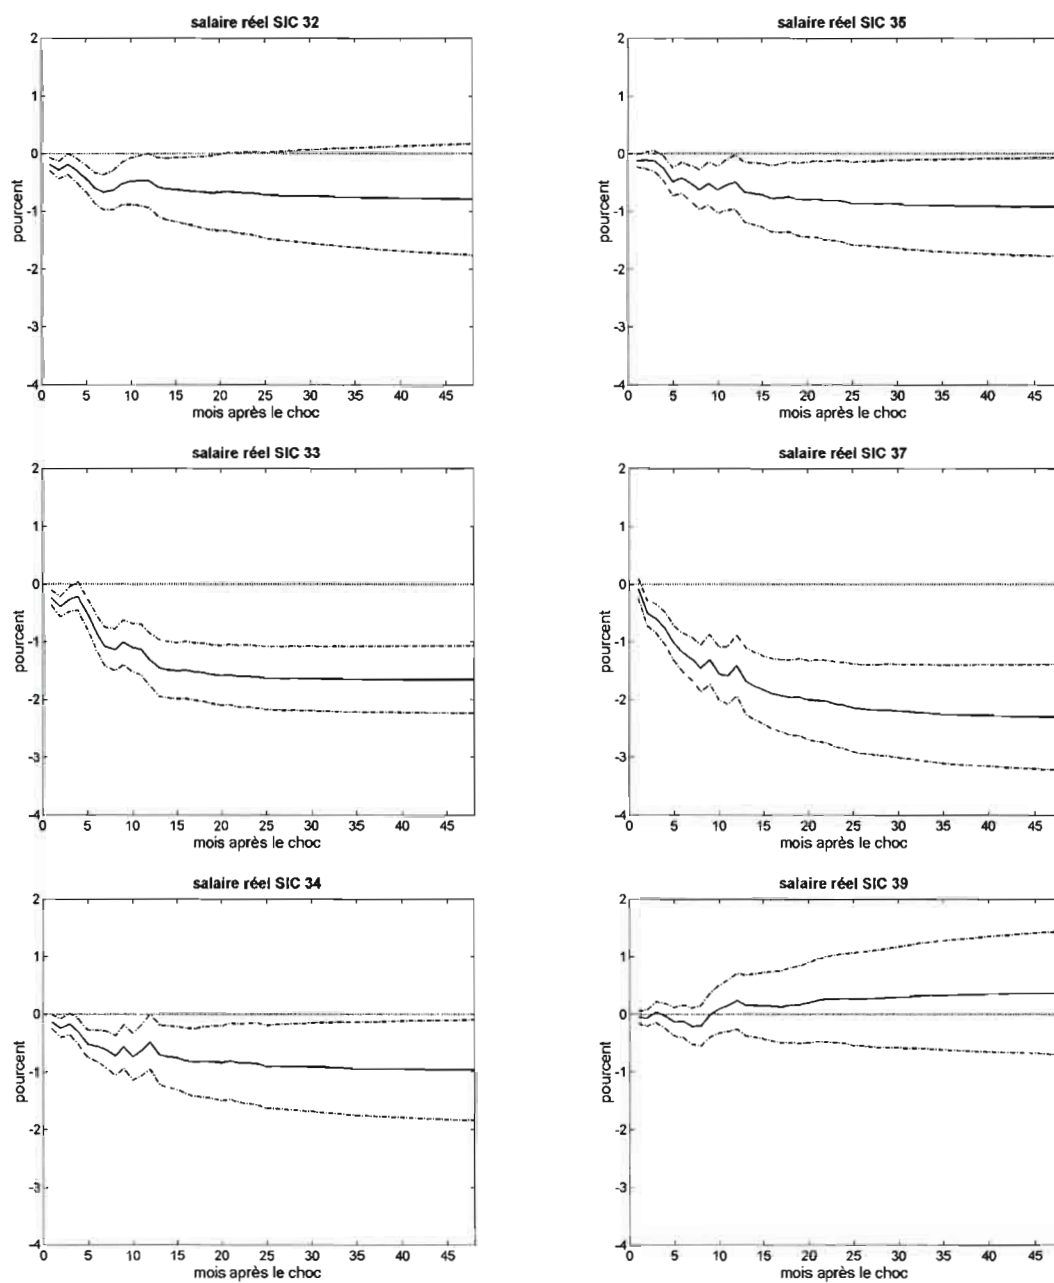 salaire réel SIC 32
2
1
0
-1
-2
-3
-4
pourcent
0 5 10 15 20 25 30 35 40 45
mois après le choc
salaire réel SIC 35
2
1
0
-1
-2
-3
-4
pourcent
0 5 10 15 20 25 30 35 40 45
mois après le choc
salaire réel SIC 33
2
1
0
-1
-2
-3
-4
pourcent
0 5 10 15 20 25 30 35 40 45
mois après le choc
salaire réel SIC 37
2
1
0
-1
-2
-3
-4
pourcent
0 5 10 15 20 25 30 35 40 45
mois après le choc
salaire réel SIC 34
2
1
0
-1
-2
-3
-4
pourcent
0 5 10 15 20 25 30 35 40 45
mois après le choc
salaire réel SIC 39
2
1
0
-1
-2
-3
-4
pourcent
0 5 10 15 20 25 30 35 40 45
mois après le choc